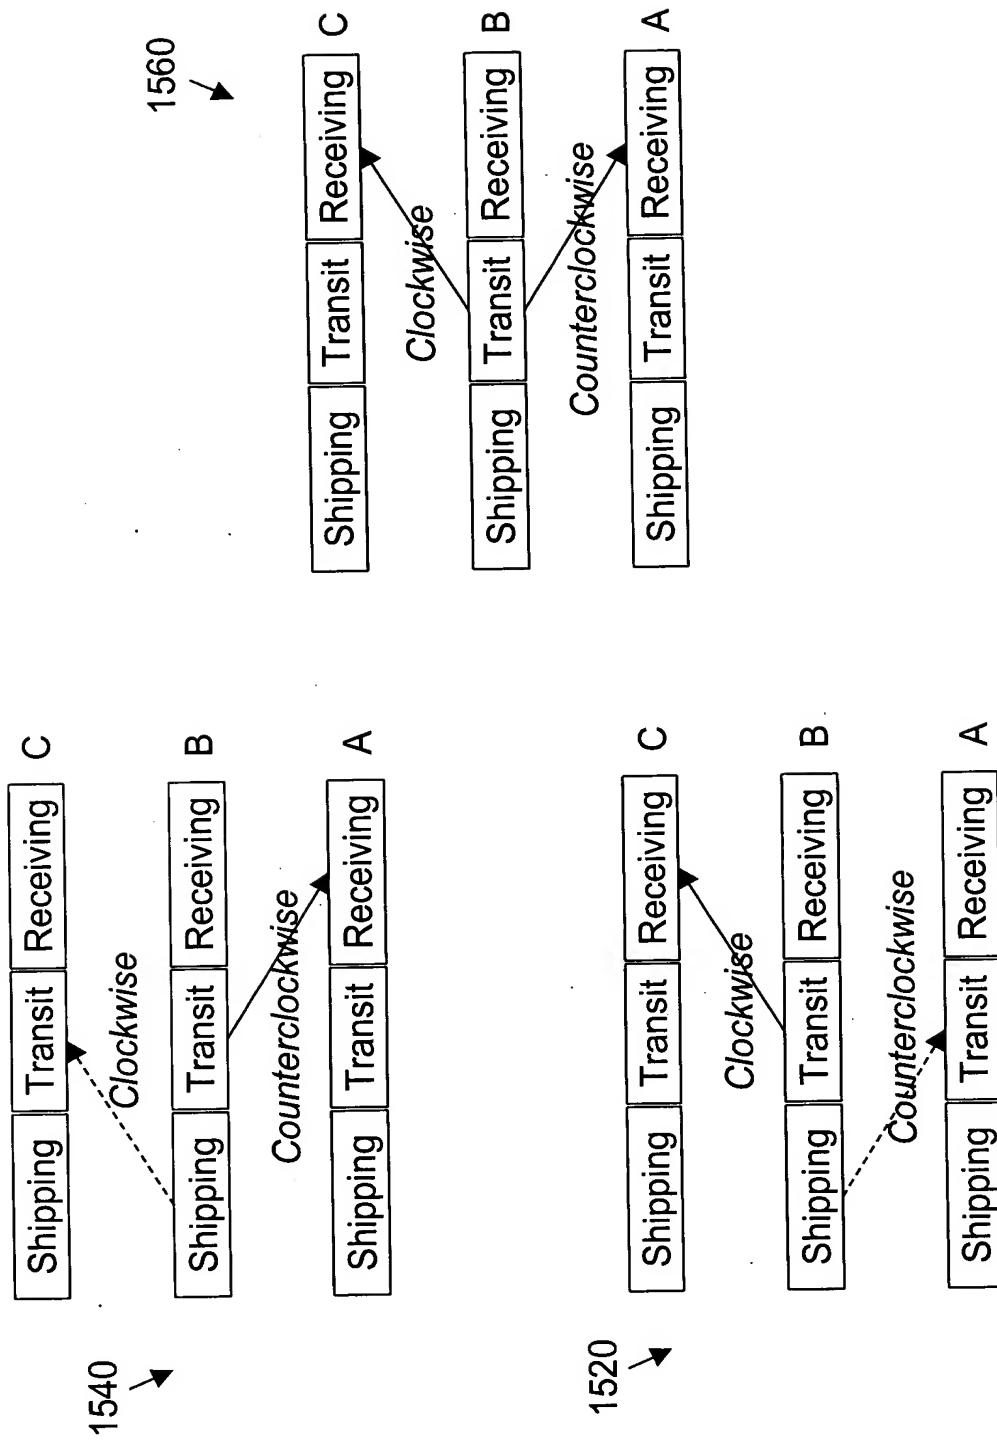 1540
Shipping Transit Receiving C
Clockwise
Shipping Transit Receiving B
Counterclockwise
Shipping Transit Receiving A
1520
Shipping Transit Receiving C
Clockwise
Shipping Transit Receiving B
Counterclockwise
Shipping Transit Receiving A
1560
Shipping Transit Receiving C
Clockwise
Shipping Transit Receiving B
Counterclockwise
Shipping Transit Receiving A